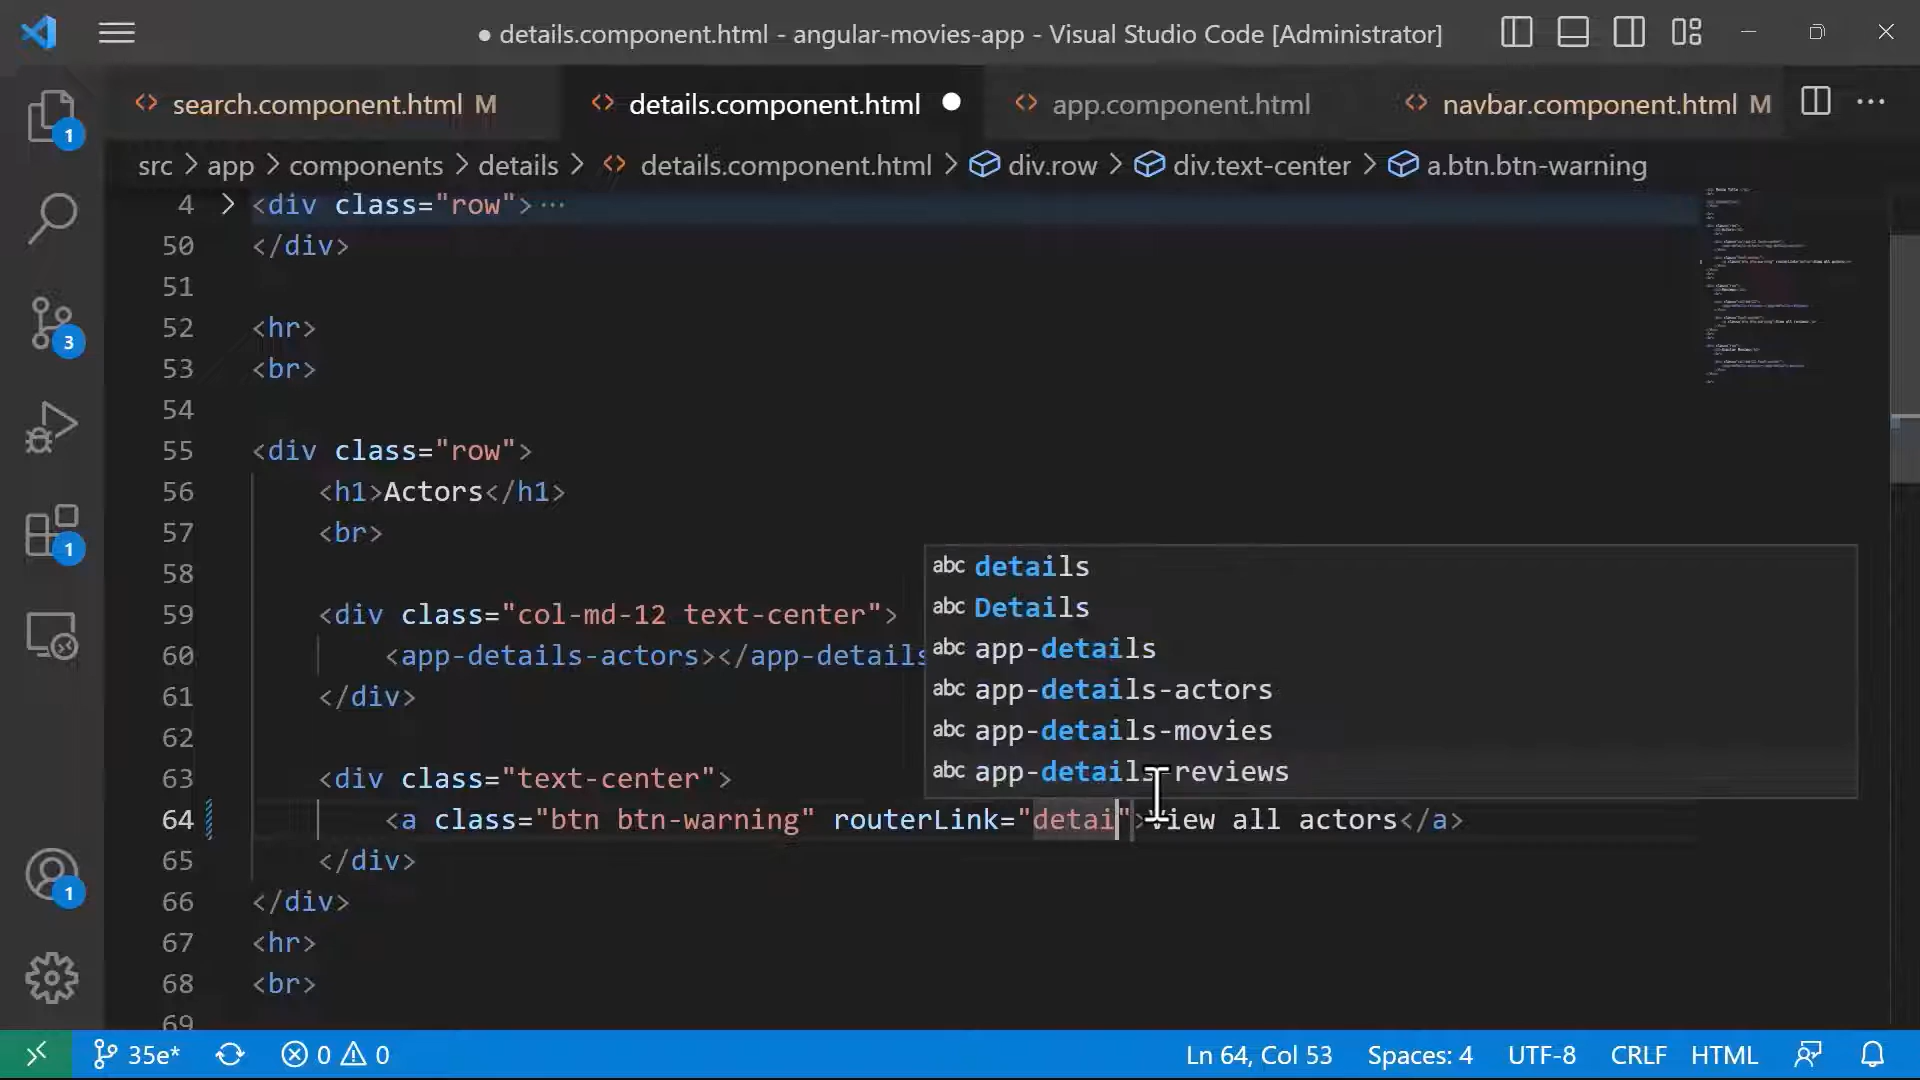 ● details.component.html - angular-movies-app - Visual Studio Code [Administrator]
search.component.html M
details.component.html
app.component.html
navbar.component.html M
src > app > components > details > details.component.html > div.row > div.text-center > a.btn.btn-warning
4 <div class="row"> ···
50 </div>
51
52 <hr>
53 <br>
54
55 <div class="row">
56 <h1>Actors</h1>
57 <br>
58
59 <div class="col-md-12 text-center">
60 <app-details-actors></app-details
61 </div>
62
63 <div class="text-center">
64 <a class="btn btn-warning" routerLink="detai">View all actors</a>
65 </div>
66 </div>
67 <hr>
68 <br>
69
abc details
abc Details
abc app-details
abc app-details-actors
abc app-details-movies
abc app-details-reviews
1
3
1
1
35e* 0 0
Ln 64, Col 53 Spaces: 4 UTF-8 CRLF HTML